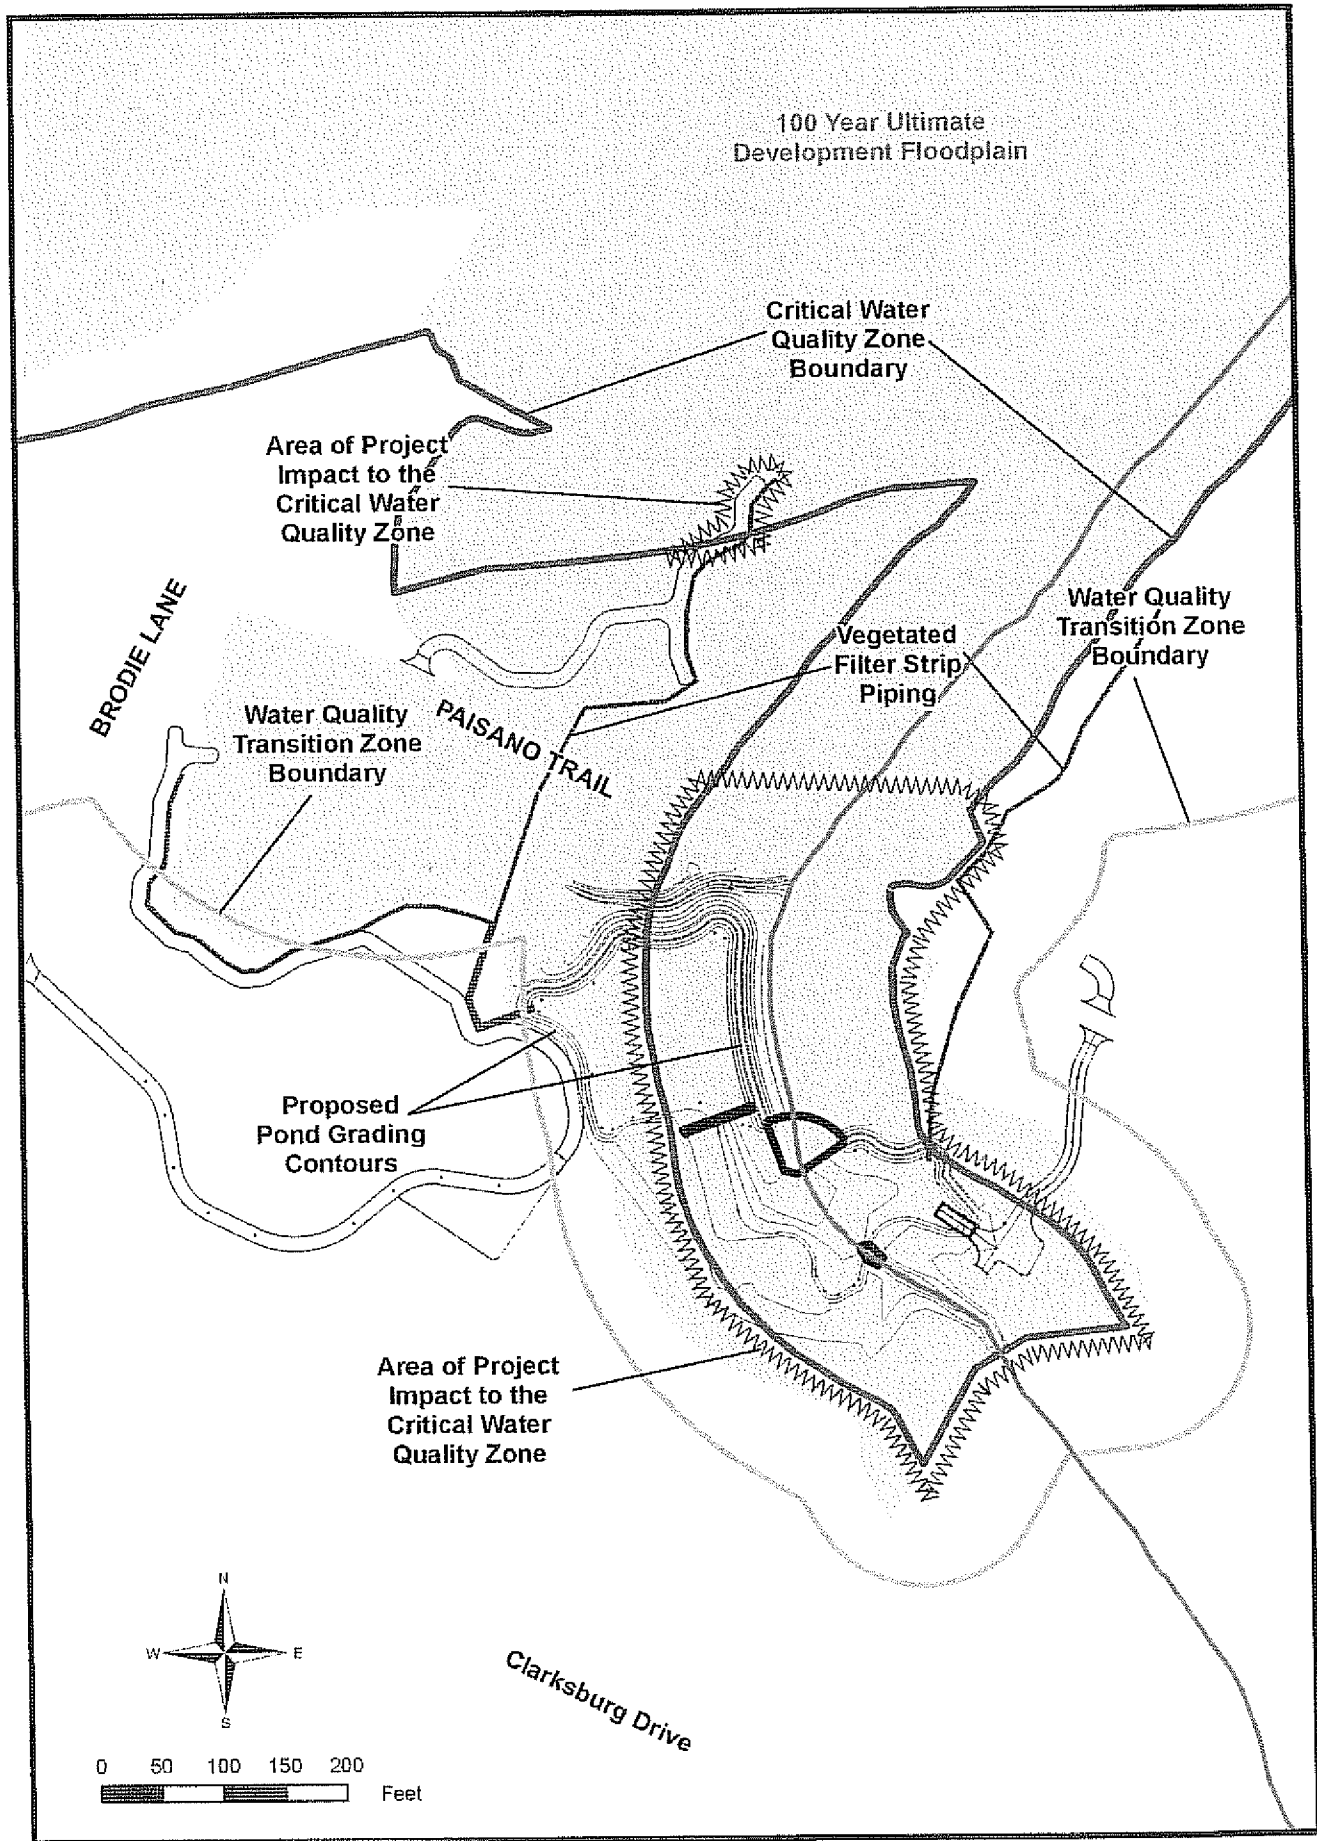 100 Year Ultimate
Development Floodplain
Critical Water
Quality Zone
Boundary
Area of Project
Impact to the
Critical Water
Quality Zone
BRODIE LANE
Water Quality
Transition Zone
Boundary
Vegetated
Filter Strip
Piping
Water Quality
Transition Zone
Boundary
PAISANO TRAIL
Proposed
Pond Grading
Contours
Area of Project
Impact to the
Critical Water
Quality Zone
N
W E
S
Clarksburg Drive
0 50 100 150 200
Feet